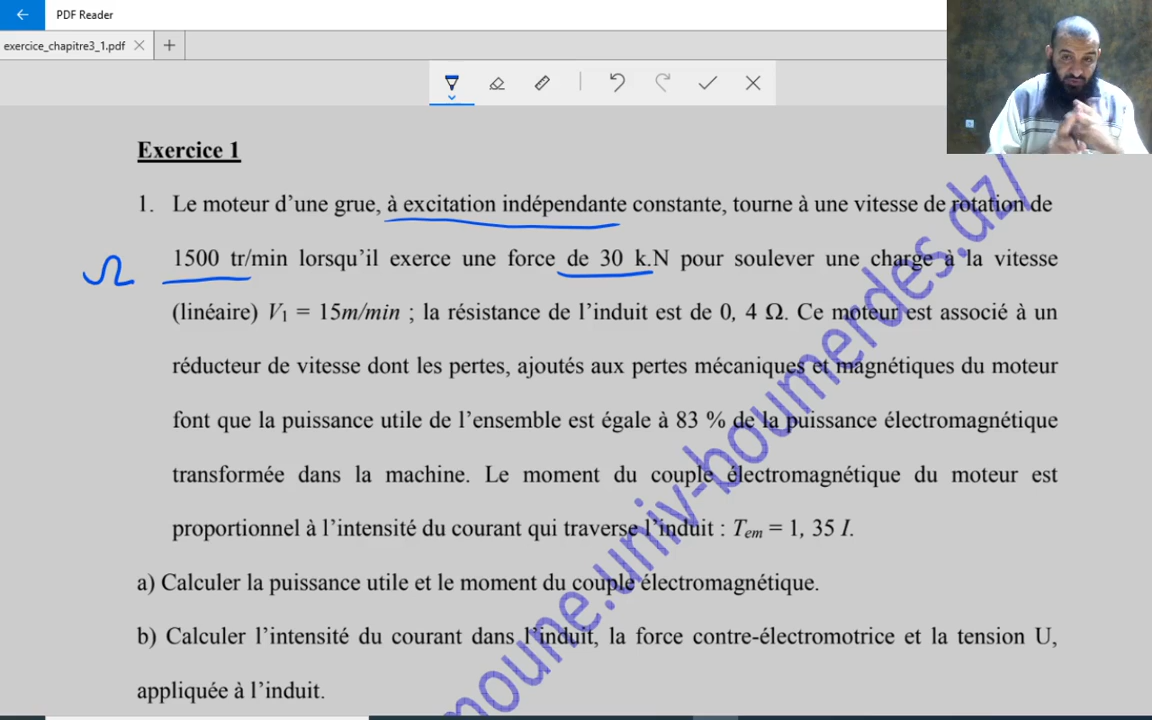 PDF Reader
exercice_chapitre3_1.pdf
Exercice 1
1. Le moteur d’une grue, à excitation indépendante constante, tourne à une vitesse de rotation de
1500 tr/min lorsqu’il exerce une force de 30 k.N pour soulever une charge à la vitesse
(linéaire) V1 = 15m/min ; la résistance de l’induit est de 0, 4 Ω. Ce moteur est associé à un
réducteur de vitesse dont les pertes, ajoutés aux pertes mécaniques et magnétiques du moteur
font que la puissance utile de l’ensemble est égale à 83 % de la puissance électromagnétique
transformée dans la machine. Le moment du couple électromagnétique du moteur est
proportionnel à l’intensité du courant qui traverse l’induit : Tem = 1, 35 I.
a) Calculer la puissance utile et le moment du couple électromagnétique.
b) Calculer l’intensité du courant dans l’induit, la force contre-électromotrice et la tension U,
appliquée à l’induit.
Ω
moune.univ-boumerdes.dz/